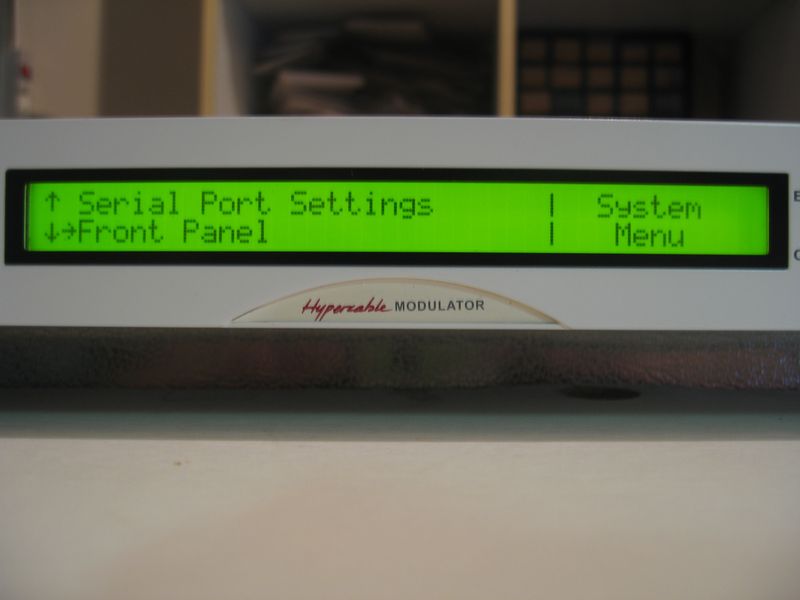 ↑ Serial Port Settings | System
↓→Front Panel | Menu
Hypercable MODULATOR